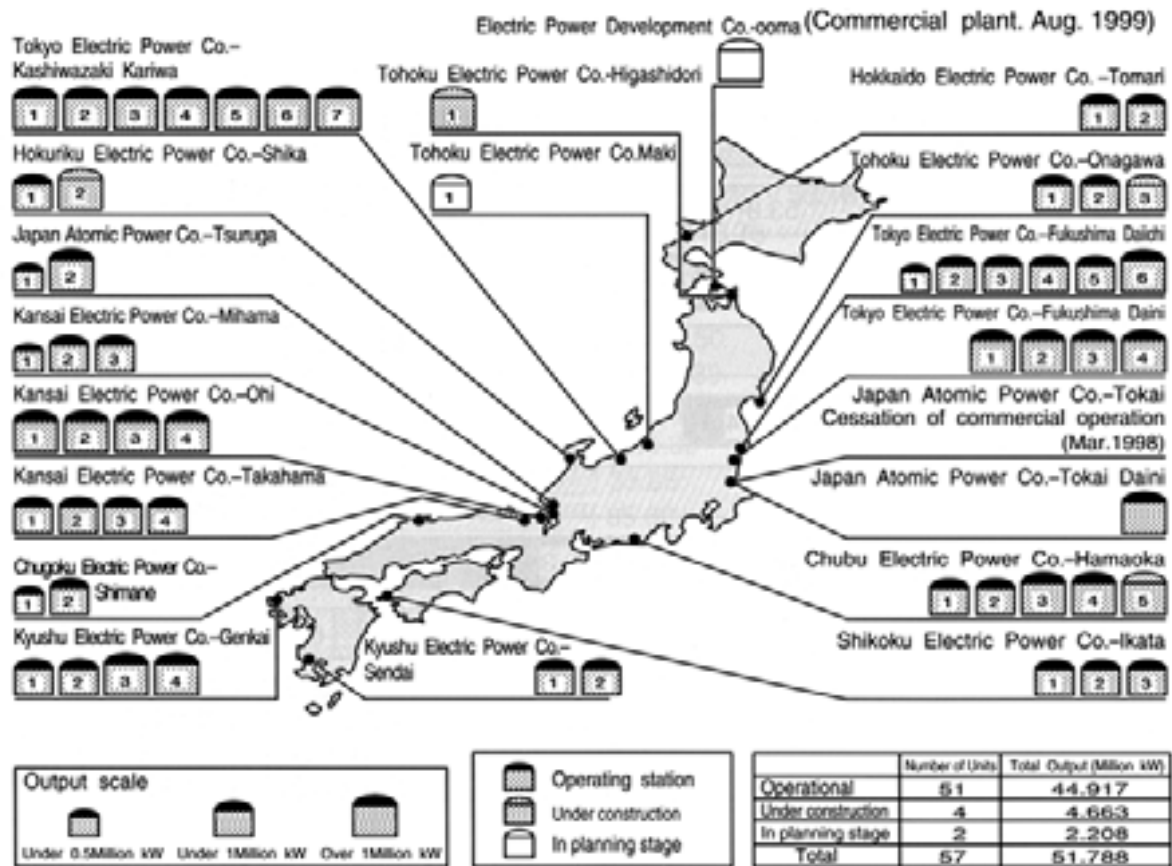 (Commercial plant. Aug. 1999)
Electric Power Development Co.-ooma
Tokyo Electric Power Co.–
Kashiwazaki Kariwa
1 2 3 4 5 6 7
Tohoku Electric Power Co.-Higashidori
1
Hokkaido Electric Power Co. –Tomari
1 2
Hokuriku Electric Power Co.–Shika
1 2
Tohoku Electric Power Co.Maki
1
Tohoku Electric Power Co.–Onagawa
1 2 3
Japan Atomic Power Co.–Tsuruga
1 2
Tokyo Electric Power Co.–Fukushima Daiichi
1 2 3 4 5 6
Kansai Electric Power Co.–Mihama
1 2 3
Tokyo Electric Power Co.–Fukushima Daini
1 2 3 4
Kansai Electric Power Co.–Ohi
1 2 3 4
Japan Atomic Power Co.–Tokai
Cessation of commercial operation
(Mar.1998)
Kansai Electric Power Co.–Takahama
1 2 3 4
Japan Atomic Power Co.–Tokai Daini
Chugoku Electric Power Co–
Shimane
1 2
Chubu Electric Power Co.–Hamaoka
1 2 3 4 5
Kyushu Electric Power Co.–Genkai
1 2 3 4
Kyushu Electric Power Co.–
Sendai
1 2
Shikoku Electric Power Co.–Ikata
1 2 3
Output scale
Under 0.5Million kW Under 1Million kW Over 1Million kW
Operating station
Under construction
In planning stage
Number of Units Total Output (Million kW)
Operational 51 44.917
Under construction 4 4.663
In planning stage 2 2.208
Total 57 51.788